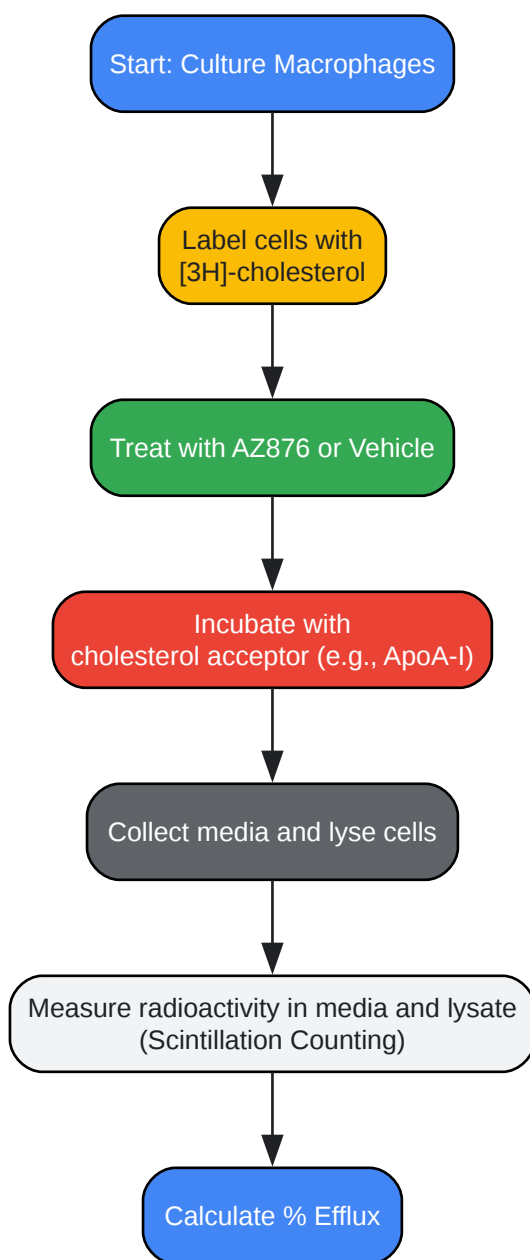 Start: Culture Macrophages
Label cells with
[3H]-cholesterol
Treat with AZ876 or Vehicle
Incubate with
cholesterol acceptor (e.g., ApoA-I)
Collect media and lyse cells
Measure radioactivity in media and lysate
(Scintillation Counting)
Calculate % Efflux